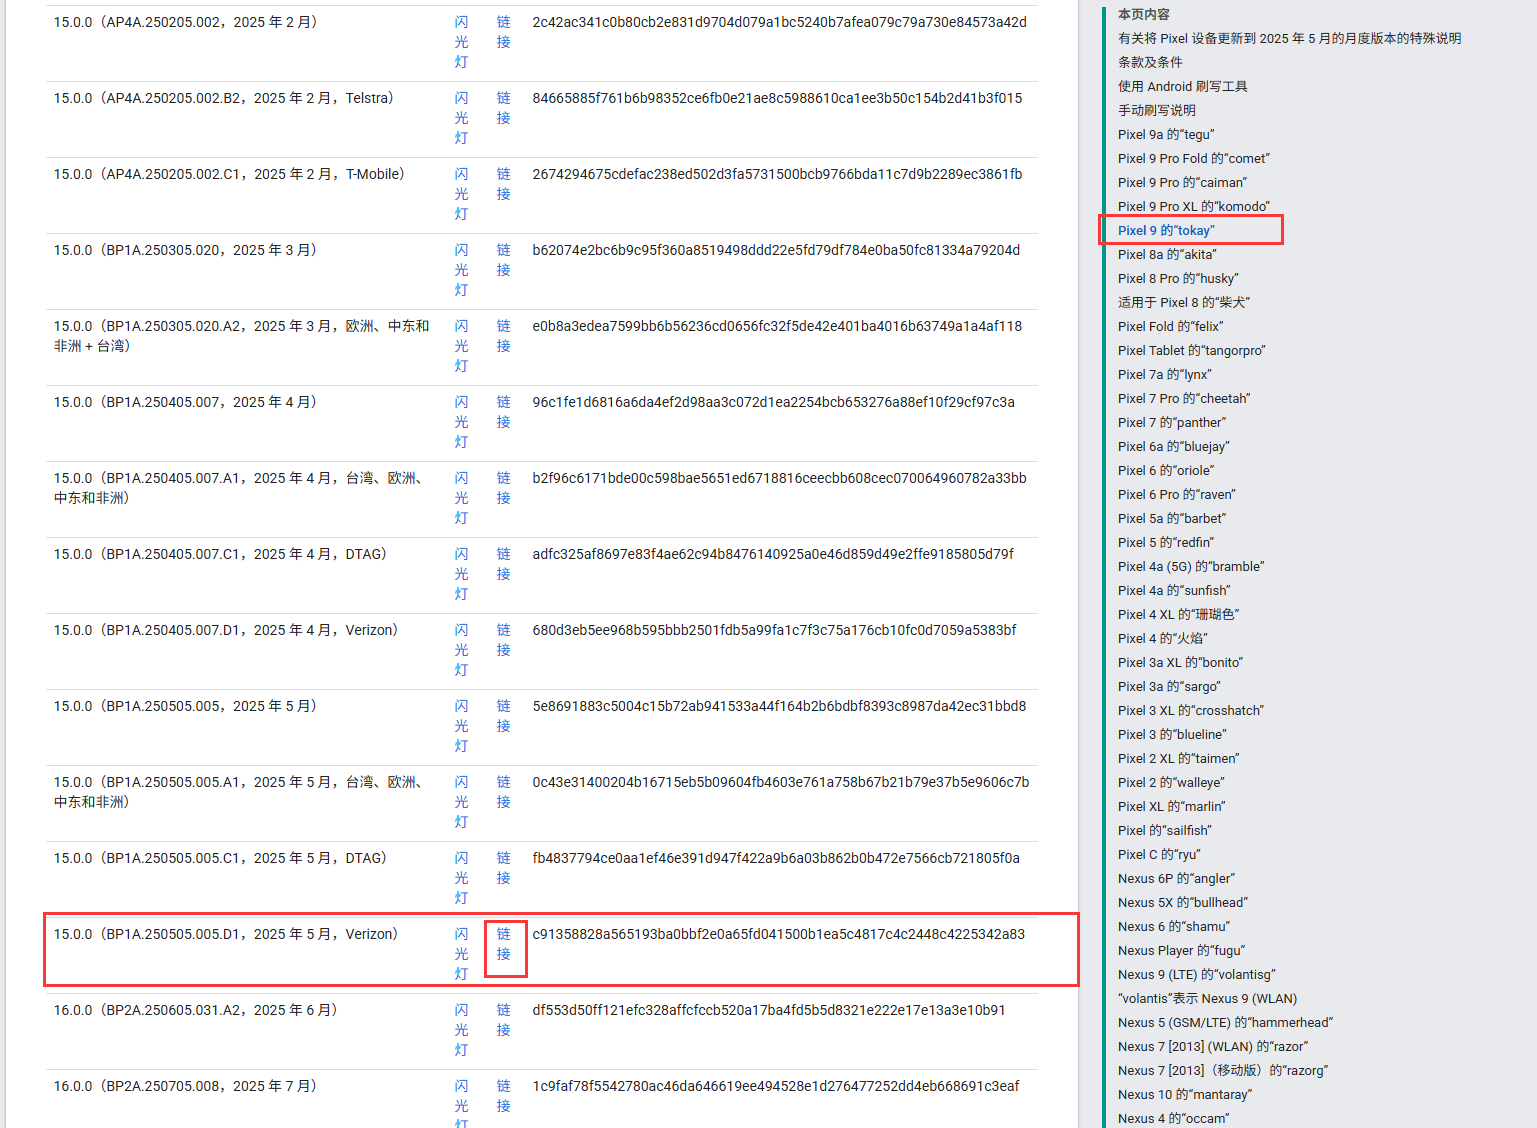 15.0.0（AP4A.250205.002，2025 年 2 月）
闪光灯
链接
2c42ac341c0b80cb2e831d9704d079a1bc5240b7afea079c79a730e84573a42d
15.0.0（AP4A.250205.002.B2，2025 年 2 月，Telstra）
闪光灯
链接
84665885f761b6b98352ce6fb0e21ae8c5988610ca1ee3b50c154b2d41b3f015
15.0.0（AP4A.250205.002.C1，2025 年 2 月，T-Mobile）
闪光灯
链接
2674294675cdefac238ed502d3fa5731500bcb9766bda11c7d9b2289ec3861fb
15.0.0（BP1A.250305.020，2025 年 3 月）
闪光灯
链接
b62074e2bc6b9c95f360a8519498ddd22e5fd79df784e0ba50fc81334a79204d
15.0.0（BP1A.250305.020.A2，2025 年 3 月，欧洲、中东和
非洲 + 台湾）
闪光灯
链接
e0b8a3edea7599bb6b56236cd0656fc32f5de42e401ba4016b63749a1a4af118
15.0.0（BP1A.250405.007，2025 年 4 月）
闪光灯
链接
96c1fe1d6816a6da4ef2d98aa3c072d1ea2254bcb653276a88ef10f29cf97c3a
15.0.0（BP1A.250405.007.A1，2025 年 4 月，台湾、欧洲、
中东和非洲）
闪光灯
链接
b2f96c6171bde00c598bae5651ed6718816ceecbb608cec070064960782a33bb
15.0.0（BP1A.250405.007.C1，2025 年 4 月，DTAG）
闪光灯
链接
adfc325af8697e83f4ae62c94b8476140925a0e46d859d49e2ffe9185805d79f
15.0.0（BP1A.250405.007.D1，2025 年 4 月，Verizon）
闪光灯
链接
680d3eb5ee968b595bbb2501fdb5a99fa1c7f3c75a176cb10fc0d7059a5383bf
15.0.0（BP1A.250505.005，2025 年 5 月）
闪光灯
链接
5e8691883c5004c15b72ab941533a44f164b2b6bdbf8393c8987da42ec31bbd8
15.0.0（BP1A.250505.005.A1，2025 年 5 月，台湾、欧洲、
中东和非洲）
闪光灯
链接
0c43e31400204b16715eb5b09604fb4603e761a758b67b21b79e37b5e9606c7b
15.0.0（BP1A.250505.005.C1，2025 年 5 月，DTAG）
闪光灯
链接
fb4837794ce0aa1ef46e391d947f422a9b6a03b862b0b472e7566cb721805f0a
15.0.0（BP1A.250505.005.D1，2025 年 5 月，Verizon）
闪光灯
链接
c91358828a565193ba0bbf2e0a65fd041500b1ea5c4817c4c2448c4225342a83
16.0.0（BP2A.250605.031.A2，2025 年 6 月）
闪光灯
链接
df553d50ff121efc328affcfccb520a17ba4fd5b5d8321e222e17e13a3e10b91
16.0.0（BP2A.250705.008，2025 年 7 月）
闪光灯
链接
1c9faf78f5542780ac46da646619ee494528e1d276477252dd4eb668691c3eaf
本页内容
有关将 Pixel 设备更新到 2025 年 5 月的月度版本的特殊说明
条款及条件
使用 Android 刷写工具
手动刷写说明
Pixel 9a 的“tegu”
Pixel 9 Pro Fold 的“comet”
Pixel 9 Pro 的“caiman”
Pixel 9 Pro XL 的“komodo”
Pixel 9 的“tokay”
Pixel 8a 的“akita”
Pixel 8 Pro 的“husky”
适用于 Pixel 8 的“柴犬”
Pixel Fold 的“felix”
Pixel Tablet 的“tangorpro”
Pixel 7a 的“lynx”
Pixel 7 Pro 的“cheetah”
Pixel 7 的“panther”
Pixel 6a 的“bluejay”
Pixel 6 的“oriole”
Pixel 6 Pro 的“raven”
Pixel 5a 的“barbet”
Pixel 5 的“redfin”
Pixel 4a (5G) 的“bramble”
Pixel 4a 的“sunfish”
Pixel 4 XL 的“珊瑚色”
Pixel 4 的“火焰”
Pixel 3a XL 的“bonito”
Pixel 3a 的“sargo”
Pixel 3 XL 的“crosshatch”
Pixel 3 的“blueline”
Pixel 2 XL 的“taimen”
Pixel 2 的“walleye”
Pixel XL 的“marlin”
Pixel 的“sailfish”
Pixel C 的“ryu”
Nexus 6P 的“angler”
Nexus 5X 的“bullhead”
Nexus 6 的“shamu”
Nexus Player 的“fugu”
Nexus 9 (LTE) 的“volantisg”
“volantis”表示 Nexus 9 (WLAN)
Nexus 5 (GSM/LTE) 的“hammerhead”
Nexus 7 [2013] (WLAN) 的“razor”
Nexus 7 [2013]（移动版）的“razorg”
Nexus 10 的“mantaray”
Nexus 4 的“occam”